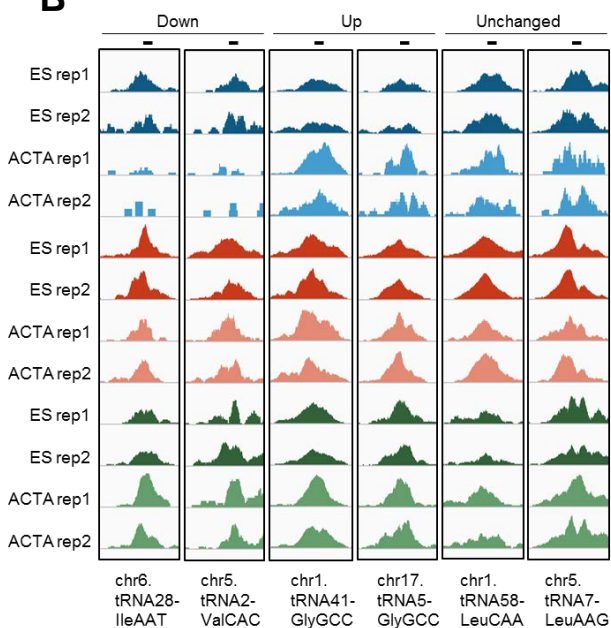 B
Down Up Unchanged
ES rep1
ES rep2
ACTA rep1
ACTA rep2
ES rep1
ES rep2
ACTA rep1
ACTA rep2
ES rep1
ES rep2
ACTA rep1
ACTA rep2
chr6. chr5. chr1. chr17. chr1. chr5.
tRNA28- tRNA2- tRNA41- tRNA5- tRNA58- tRNA7-
IleAAT ValCAC GlyGCC GlyGCC LeuCAA LeuAAG